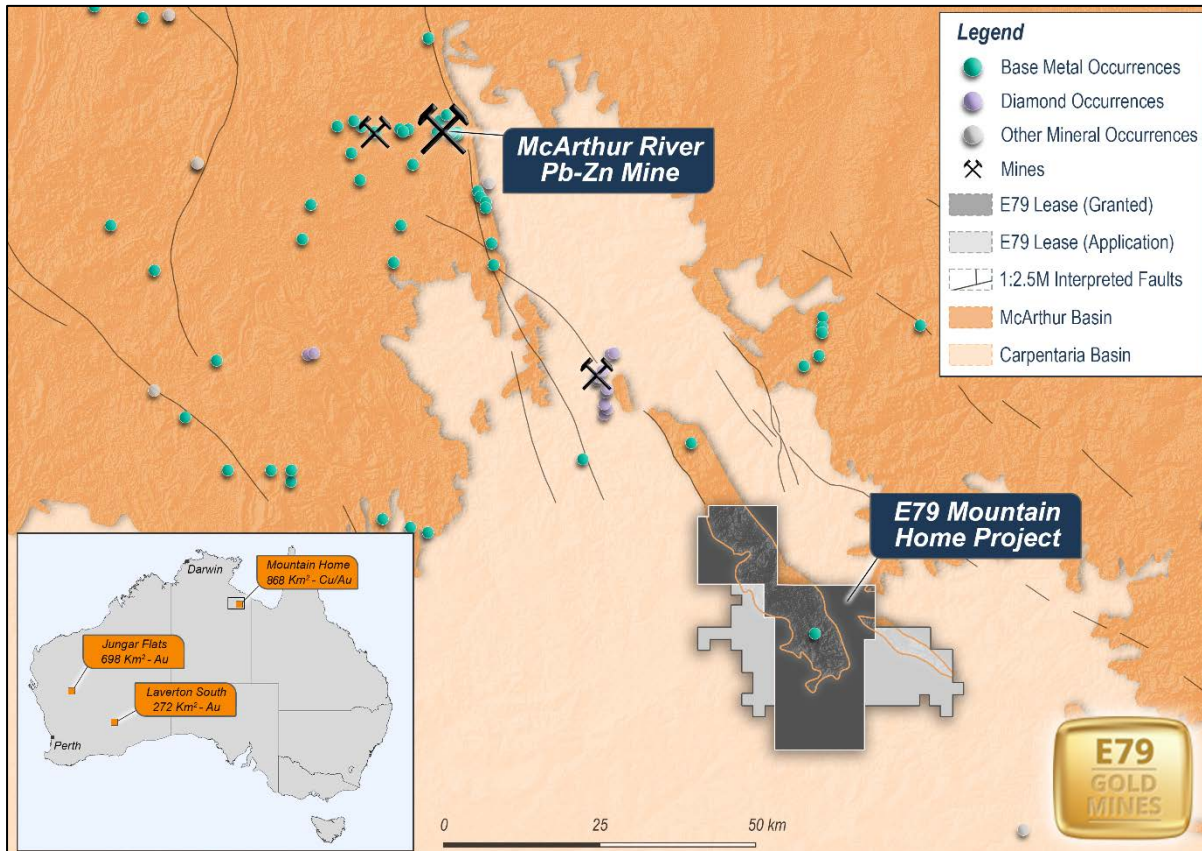 Legend
Base Metal Occurrences
Diamond Occurrences
Other Mineral Occurrences
Mines
E79 Lease (Granted)
E79 Lease (Application)
1:2.5M Interpreted Faults
McArthur Basin
Carpentaria Basin
McArthur River
Pb-Zn Mine
E79 Mountain
Home Project
Darwin
Mountain Home
868 Km² - Cu/Au
Jungar Flats
698 Km² - Au
Laverton South
272 Km² - Au
Perth
0 25 50 km
E79
GOLD
MINES